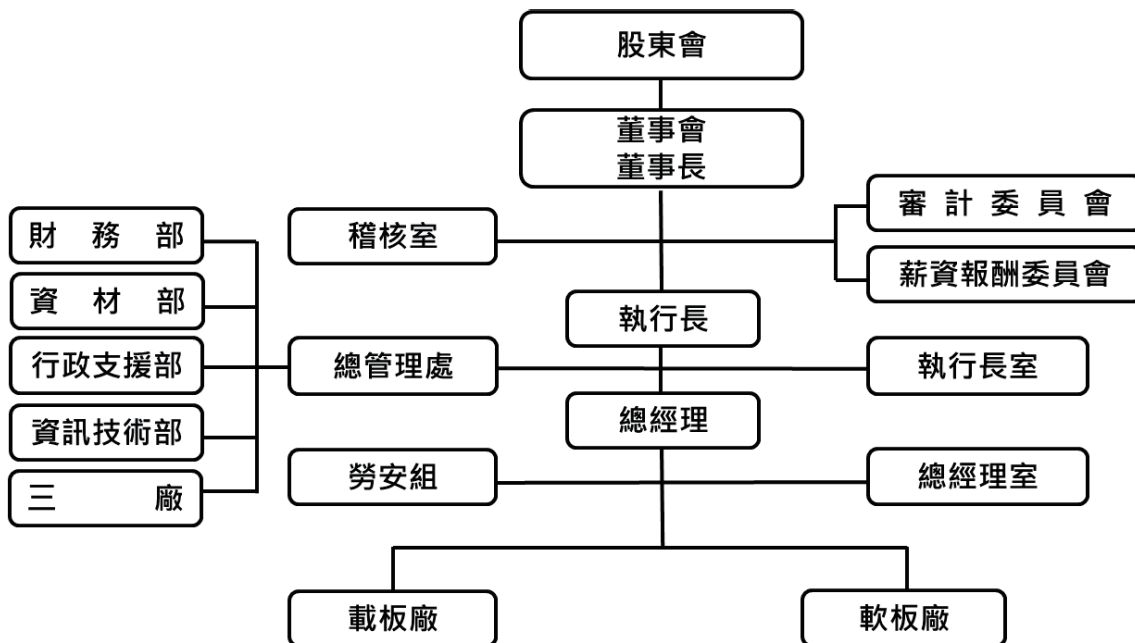 股東會
董事會
董事長
審計委員會
稽核室
財務部
薪資報酬委員會
資材部
執行長
行政支援部
總管理處
執行長室
總經理
資訊技術部
勞安組
總經理室
三廠
載板廠
軟板廠